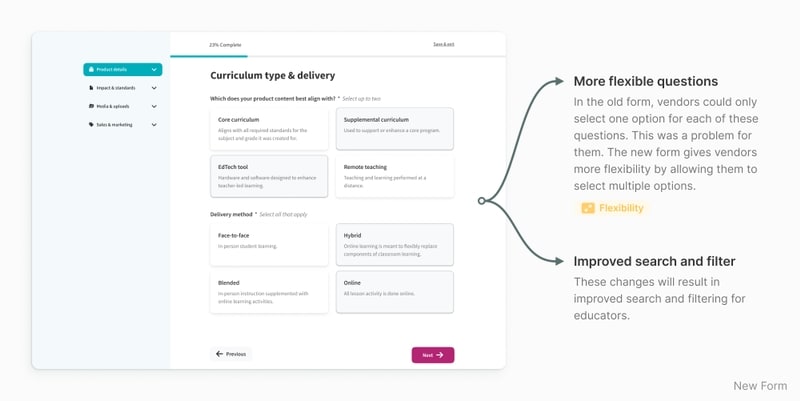 23% Complete
Save & exit
Product details
Impact & standards
Media & uploads
Sales & marketing
Curriculum type & delivery
Which does your product content best align with? * Select up to two
Core curriculum
Aligns with all required standards for the
subject and grade it was created for.
Supplemental curriculum
Used to support or enhance a core program.
EdTech tool
Hardware and software designed to enhance
teacher-led learning.
Remote teaching
Teaching and learning performed at a
distance.
Delivery method * Select all that apply
Face-to-face
In person student learning.
Hybrid
Online learning is meant to flexibly replace
components of classroom learning.
Blended
In-person instruction supplemented with
online learning activities.
Online
All lesson activity is done online.
Previous
Next
More flexible questions
In the old form, vendors could only
select one option for each of these
questions. This was a problem for
them. The new form gives vendors
more flexibility by allowing them to
select multiple options.
Flexibility
Improved search and filter
These changes will result in
improved search and filtering for
educators.
New Form